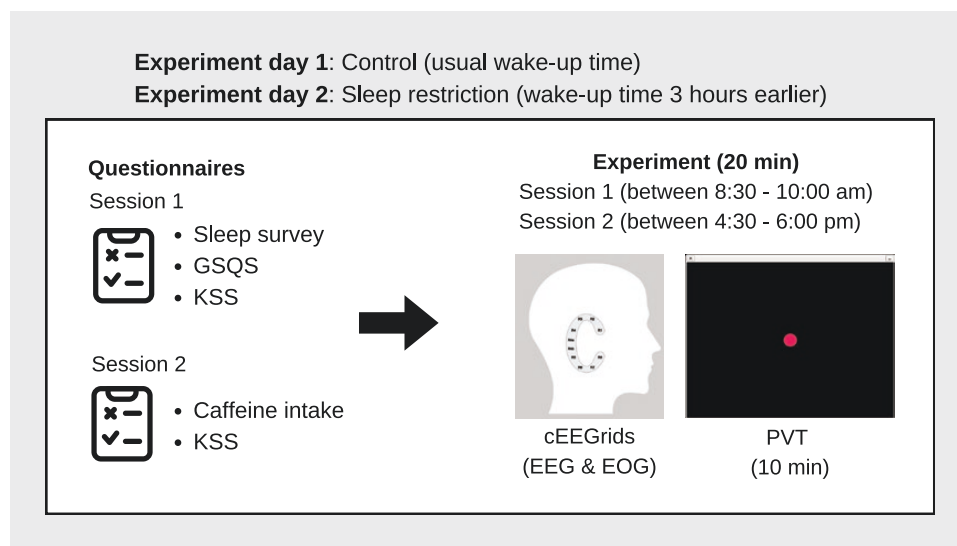 Experiment day 1: Control (usual wake-up time)
Experiment day 2: Sleep restriction (wake-up time 3 hours earlier)
Questionnaires
Session 1
• Sleep survey
• GSQS
• KSS
Session 2
• Caffeine intake
• KSS
Experiment (20 min)
Session 1 (between 8:30 - 10:00 am)
Session 2 (between 4:30 - 6:00 pm)
cEEGrids
(EEG & EOG)
PVT
(10 min)